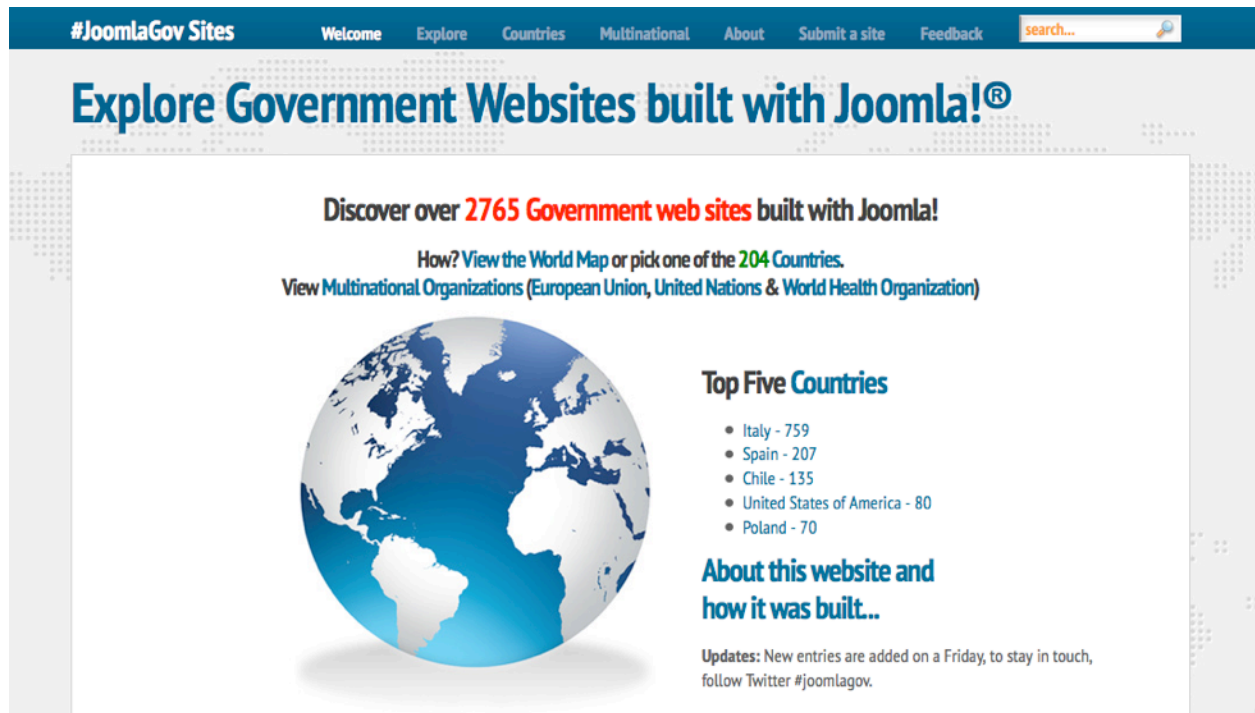 #JoomlaGov Sites Welcome Explore Countries Multinational About Submit a site Feedback search...
Explore Government Websites built with Joomla!®
Discover over 2765 Government web sites built with Joomla!
How? View the World Map or pick one of the 204 Countries.
View Multinational Organizations (European Union, United Nations & World Health Organization)
Top Five Countries
• Italy - 759
• Spain - 207
• Chile - 135
• United States of America - 80
• Poland - 70
About this website and
how it was built...
Updates: New entries are added on a Friday, to stay in touch,
follow Twitter #joomlagov.